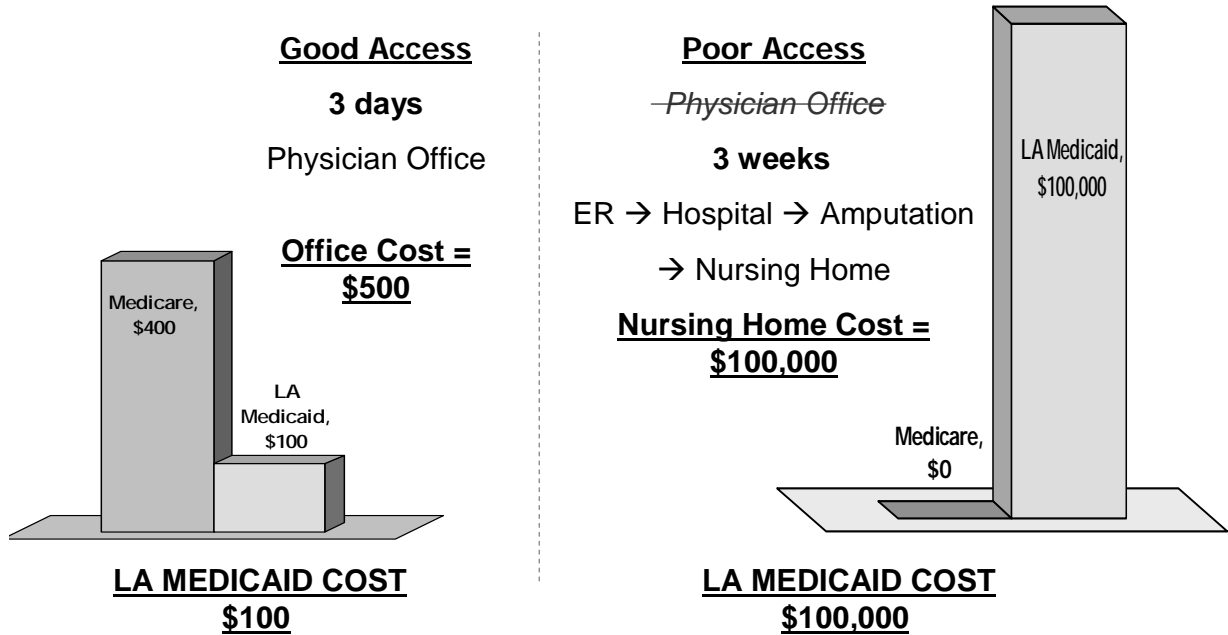 Good Access
3 days
Physician Office
Office Cost =
$500
Medicare,
$400
LA
Medicaid,
$100
LA MEDICAID COST
$100
Poor Access
Physician Office
3 weeks
ER → Hospital → Amputation
→ Nursing Home
Nursing Home Cost =
$100,000
LA Medicaid,
$100,000
Medicare,
$0
LA MEDICAID COST
$100,000